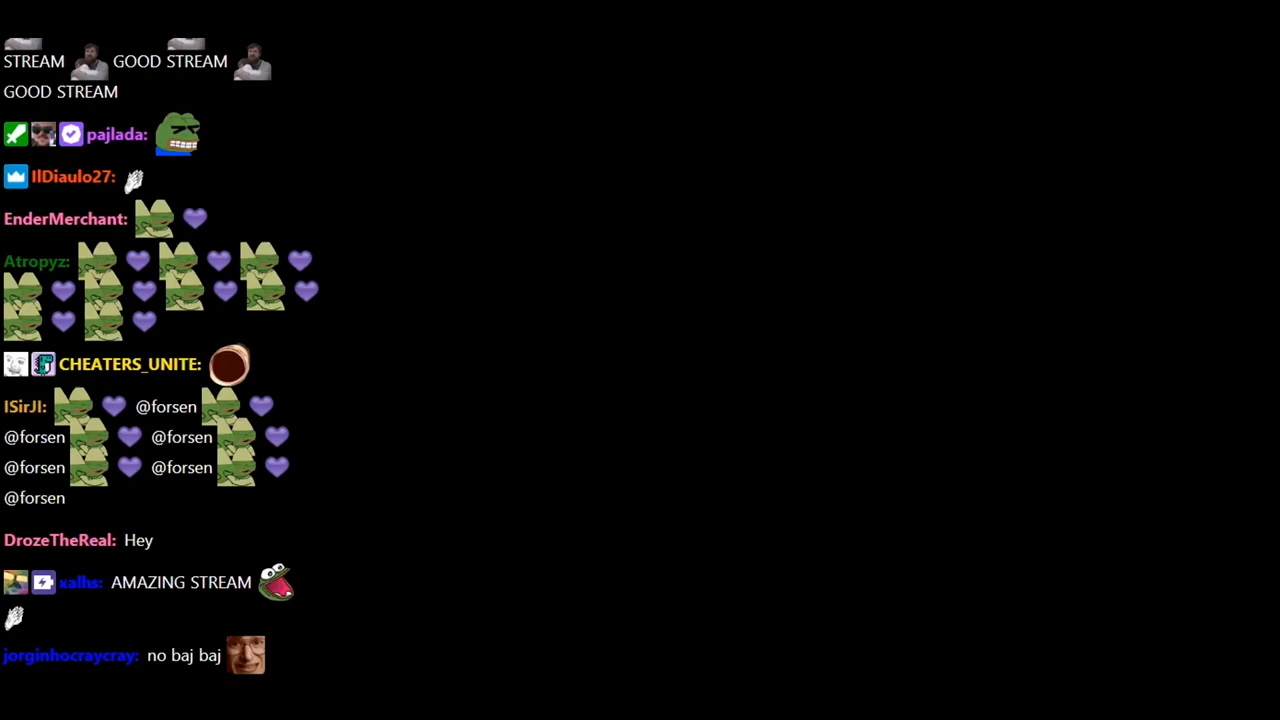 STREAM GOOD STREAM
GOOD STREAM
pajlada:
IlDiaulo27:
EnderMerchant:
Atropyz:
CHEATERS_UNITE:
ISirJI: @forsen
@forsen @forsen
@forsen @forsen
@forsen
DrozeTheReal: Hey
xalhs: AMAZING STREAM
jorginhocraycray: no baj baj